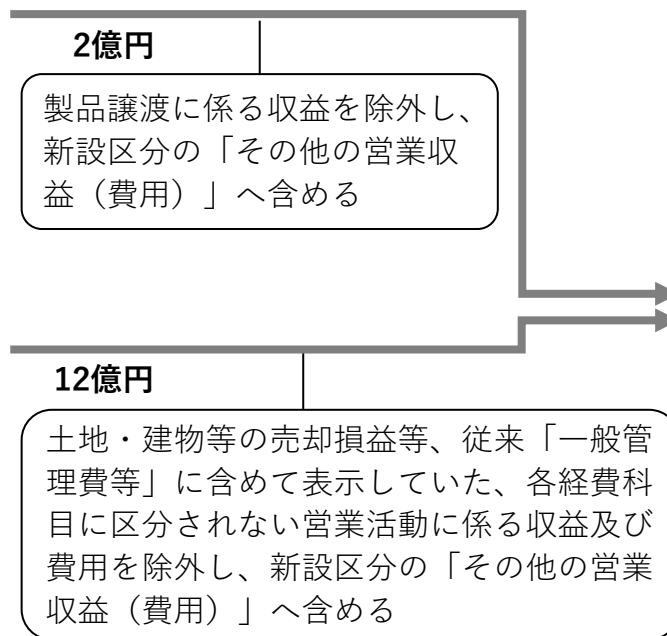 2億円
製品譲渡に係る収益を除外し、
新設区分の「その他の営業収
益（費用）」へ含める
12億円
土地・建物等の売却損益等、従来「一般管
理費等」に含めて表示していた、各経費科
目に区分されない営業活動に係る収益及び
費用を除外し、新設区分の「その他の営業
収益（費用）」へ含める